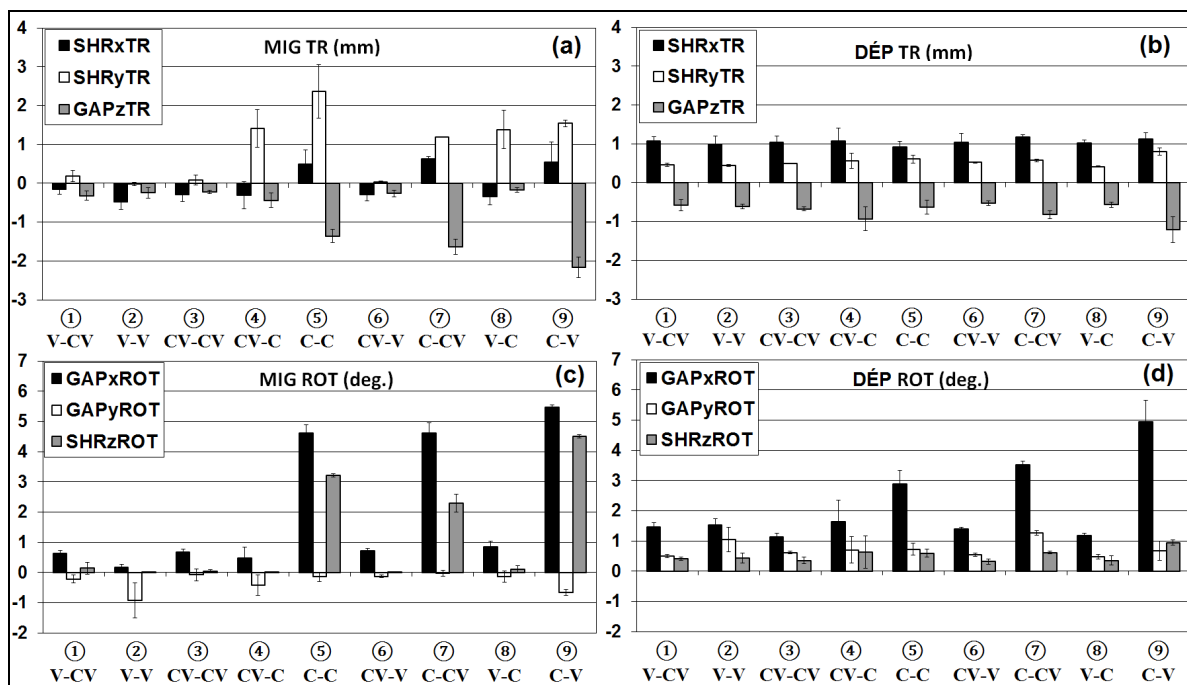 MIG TR (mm)
(a)
SHRxTR
SHRyTR
GAPzTR
4
3
2
1
0
-1
-2
-3
① ② ③ ④ ⑤ ⑥ ⑦ ⑧ ⑨
V-CV V-V CV-CV CV-C C-C CV-V C-CV V-C C-V
DÉP TR (mm)
(b)
SHRxTR
SHRyTR
GAPzTR
4
3
2
1
0
-1
-2
-3
① ② ③ ④ ⑤ ⑥ ⑦ ⑧ ⑨
V-CV V-V CV-CV CV-C C-C CV-V C-CV V-C C-V
MIG ROT (deg.)
(c)
GAPxROT
GAPyROT
SHRzROT
7
6
5
4
3
2
1
0
-1
-2
① ② ③ ④ ⑤ ⑥ ⑦ ⑧ ⑨
V-CV V-V CV-CV CV-C C-C CV-V C-CV V-C C-V
DÉP ROT (deg.)
(d)
GAPxROT
GAPyROT
SHRzROT
7
6
5
4
3
2
1
0
-1
-2
① ② ③ ④ ⑤ ⑥ ⑦ ⑧ ⑨
V-CV V-V CV-CV CV-C C-C CV-V C-CV V-C C-V